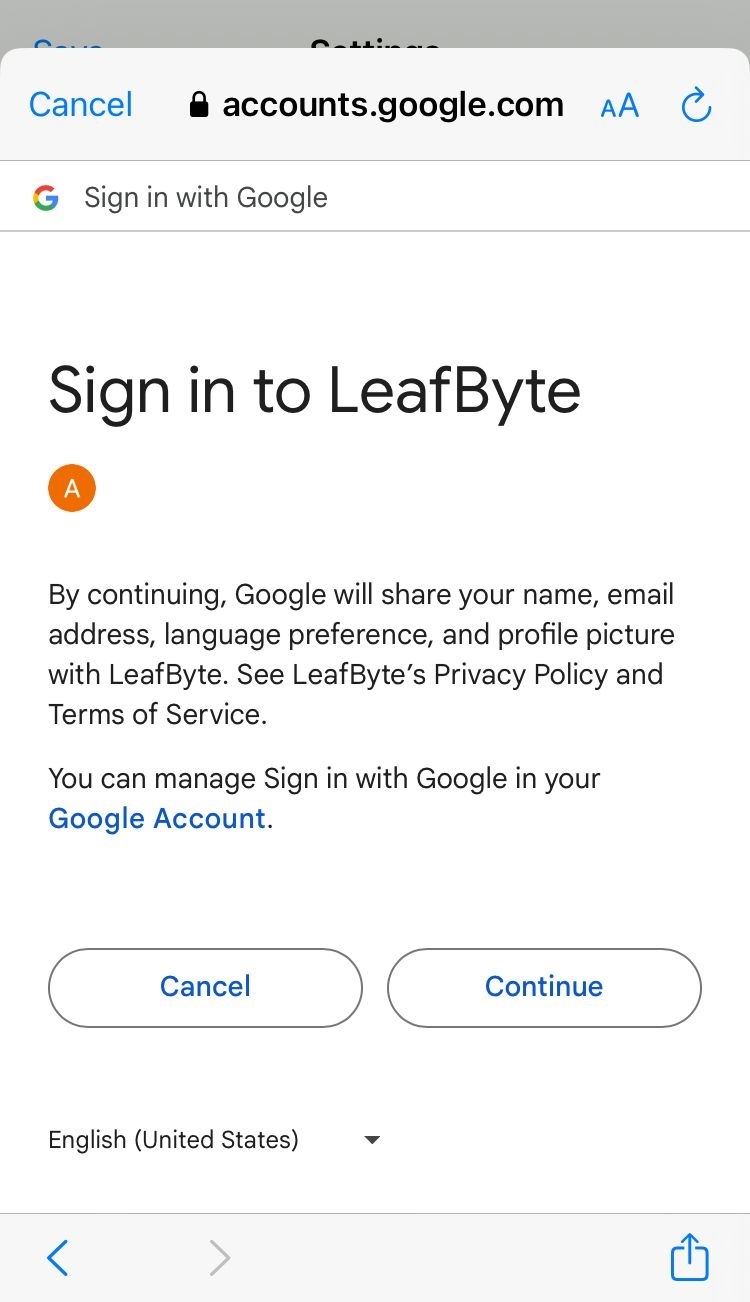 Save Settings
Cancel accounts.google.com AA
Sign in with Google
Sign in to LeafByte
A
By continuing, Google will share your name, email
address, language preference, and profile picture
with LeafByte. See LeafByte’s Privacy Policy and
Terms of Service.
You can manage Sign in with Google in your
Google Account.
Cancel Continue
English (United States)